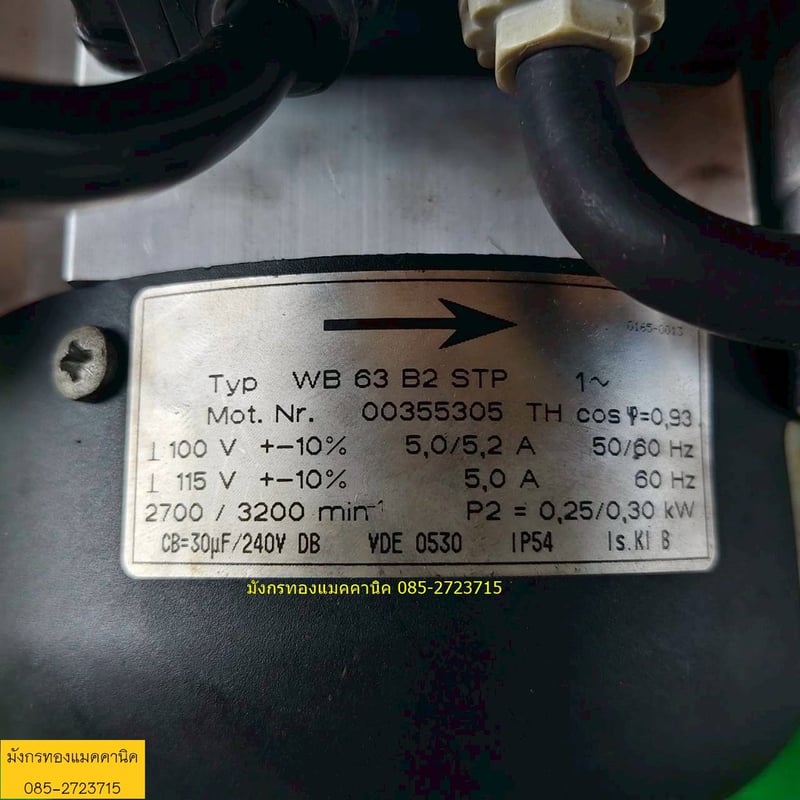 0165-0013
Typ WB 63 B2 STP 1~
Mot. Nr. 00355305 TH cos φ=0,93
⊥ 100 V +-10% 5,0/5,2 A 50/60 Hz
⊥ 115 V +-10% 5,0 A 60 Hz
2700 / 3200 min⁻¹ P2 = 0,25/0,30 kW
CB=30µF/240V DB VDE 0530 IP54 Is.Kl B
มังกรทองแมคคานิค 085-2723715
มังกรทองแมคคานิค
085-2723715